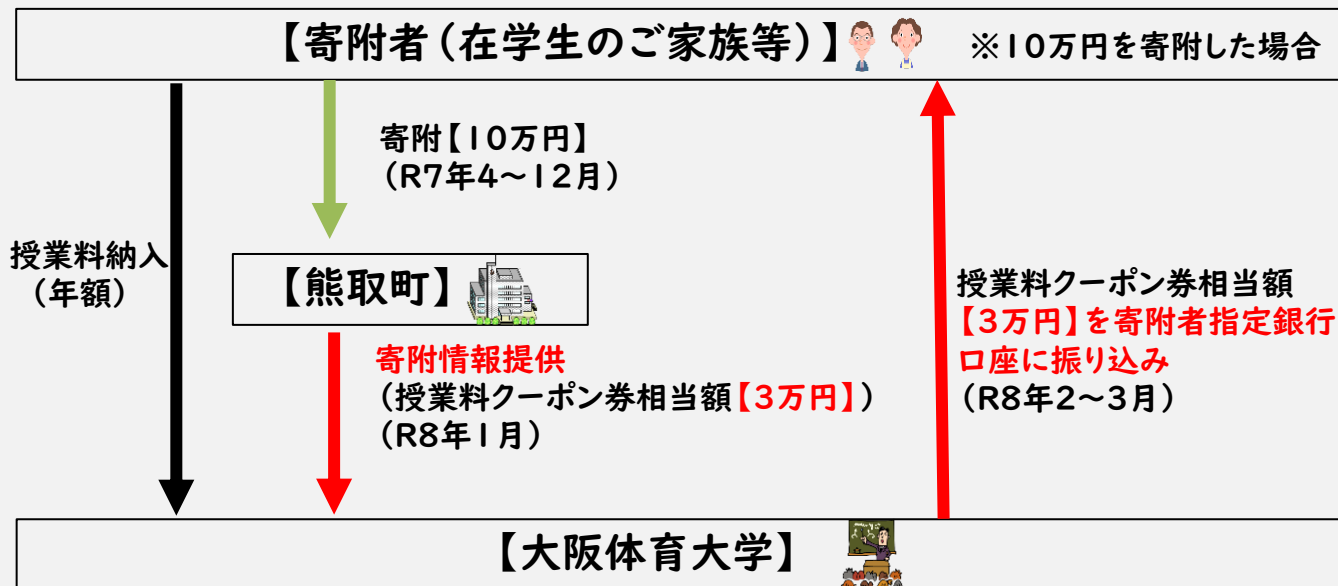 【寄附者(在学生のご家族等)】 ※10万円を寄附した場合
寄附【10万円】
(R7年4～12月)
授業料納入
(年額)
【熊取町】
寄附情報提供
(授業料クーポン券相当額【3万円】)
(R8年1月)
授業料クーポン券相当額
【3万円】を寄附者指定銀行
口座に振り込み
(R8年2～3月)
【大阪体育大学】